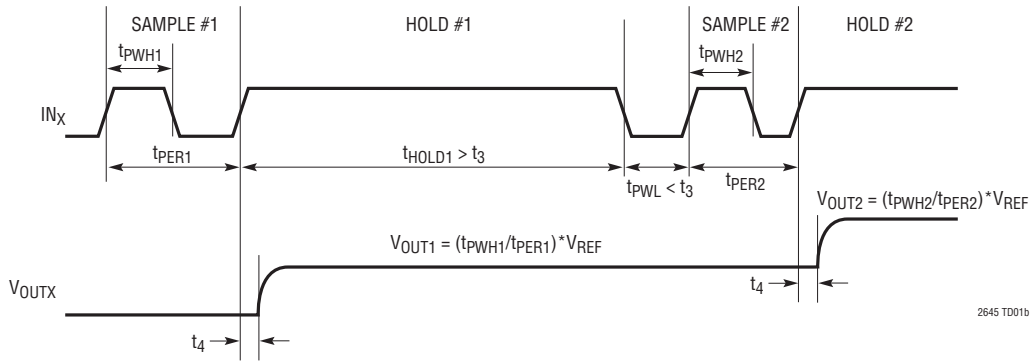 SAMPLE #1
HOLD #1
SAMPLE #2
HOLD #2
tPWH1
tPWH2
INX
tPER1
tHOLD1 > t3
tPWL < t3
tPER2
VOUT2 = (tPWH2/tPER2)*VREF
VOUT1 = (tPWH1/tPER1)*VREF
VOUTX
t4
t4
2645 TD01b